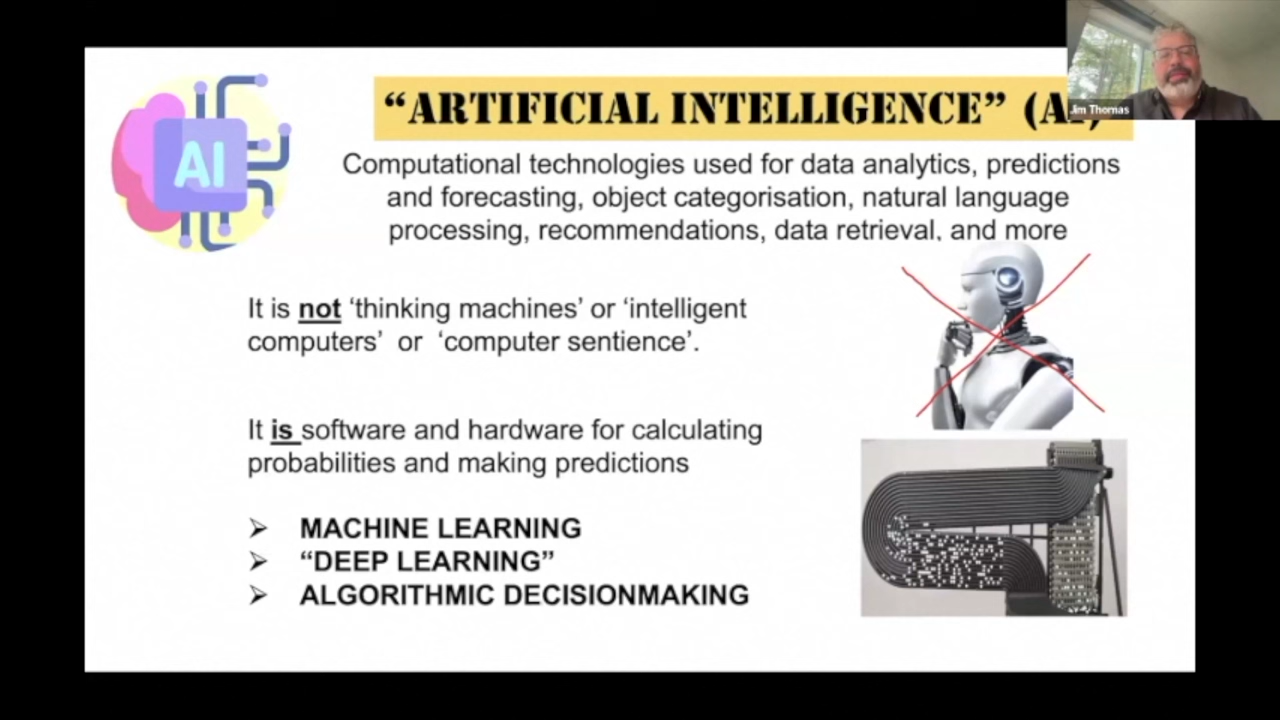 “ARTIFICIAL INTELLIGENCE” (AI)
Jim Thomas
AI
Computational technologies used for data analytics, predictions
and forecasting, object categorisation, natural language
processing, recommendations, data retrieval, and more
It is not ‘thinking machines’ or ‘intelligent
computers’ or ‘computer sentience’.
It is software and hardware for calculating
probabilities and making predictions
➢ MACHINE LEARNING
➢ “DEEP LEARNING”
➢ ALGORITHMIC DECISIONMAKING